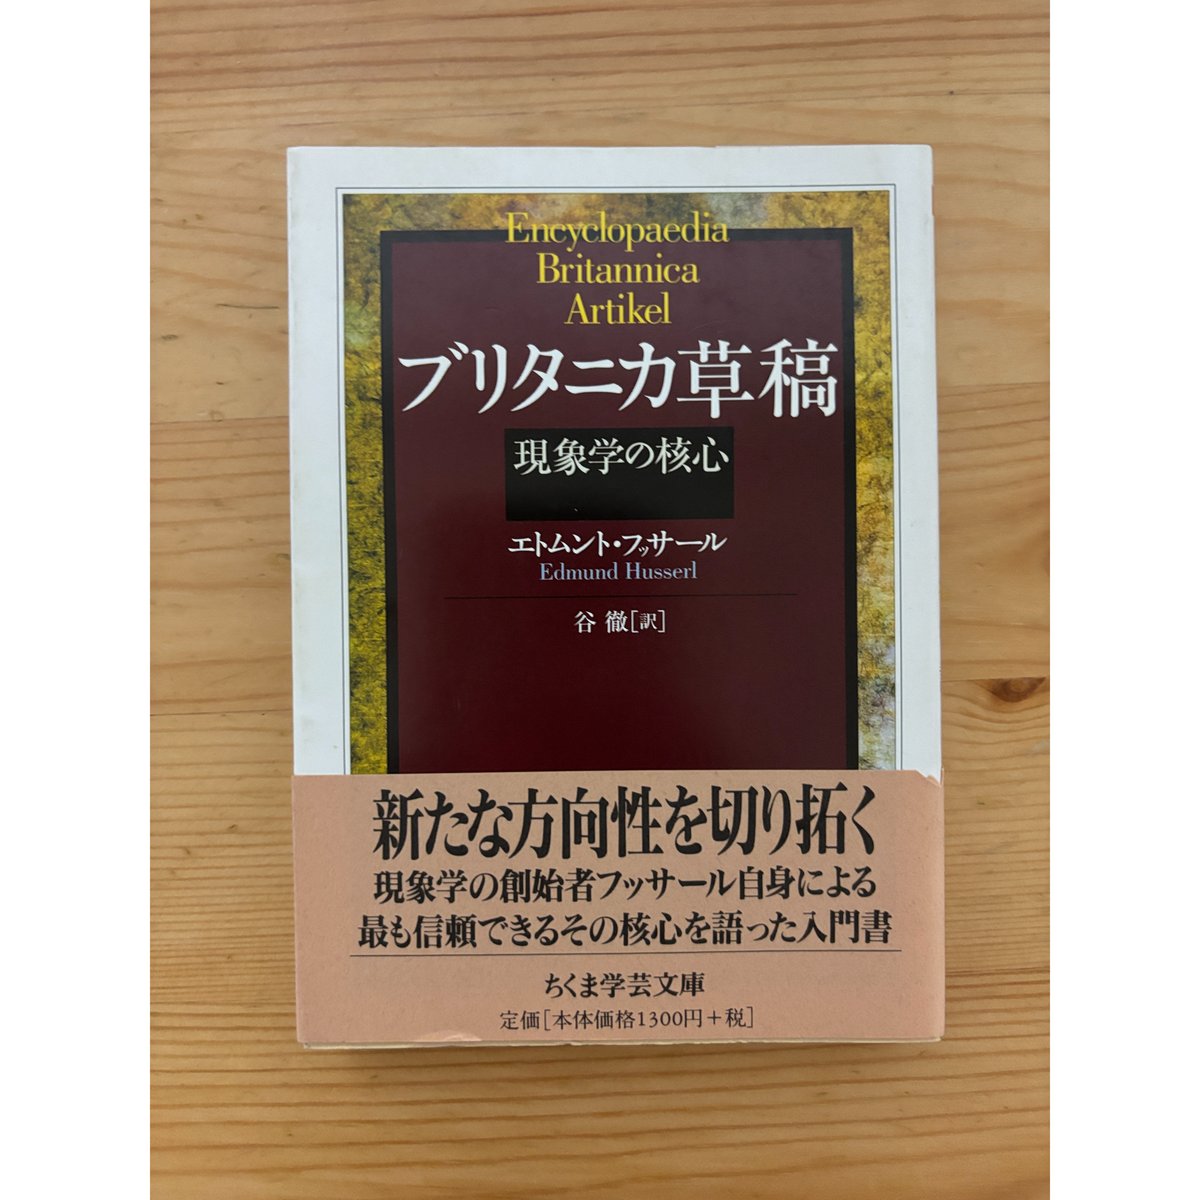 Encyclopaedia
Britannica
Artikel
ブリタニカ草稿
現象学の核心
エトムント・フッサール
Edmund Husserl
谷 徹[訳]
新たな方向性を切り拓く
現象学の創始者フッサール自身による
最も信頼できるその核心を語った入門書
ちくま学芸文庫
定価[本体価格1300円+税]